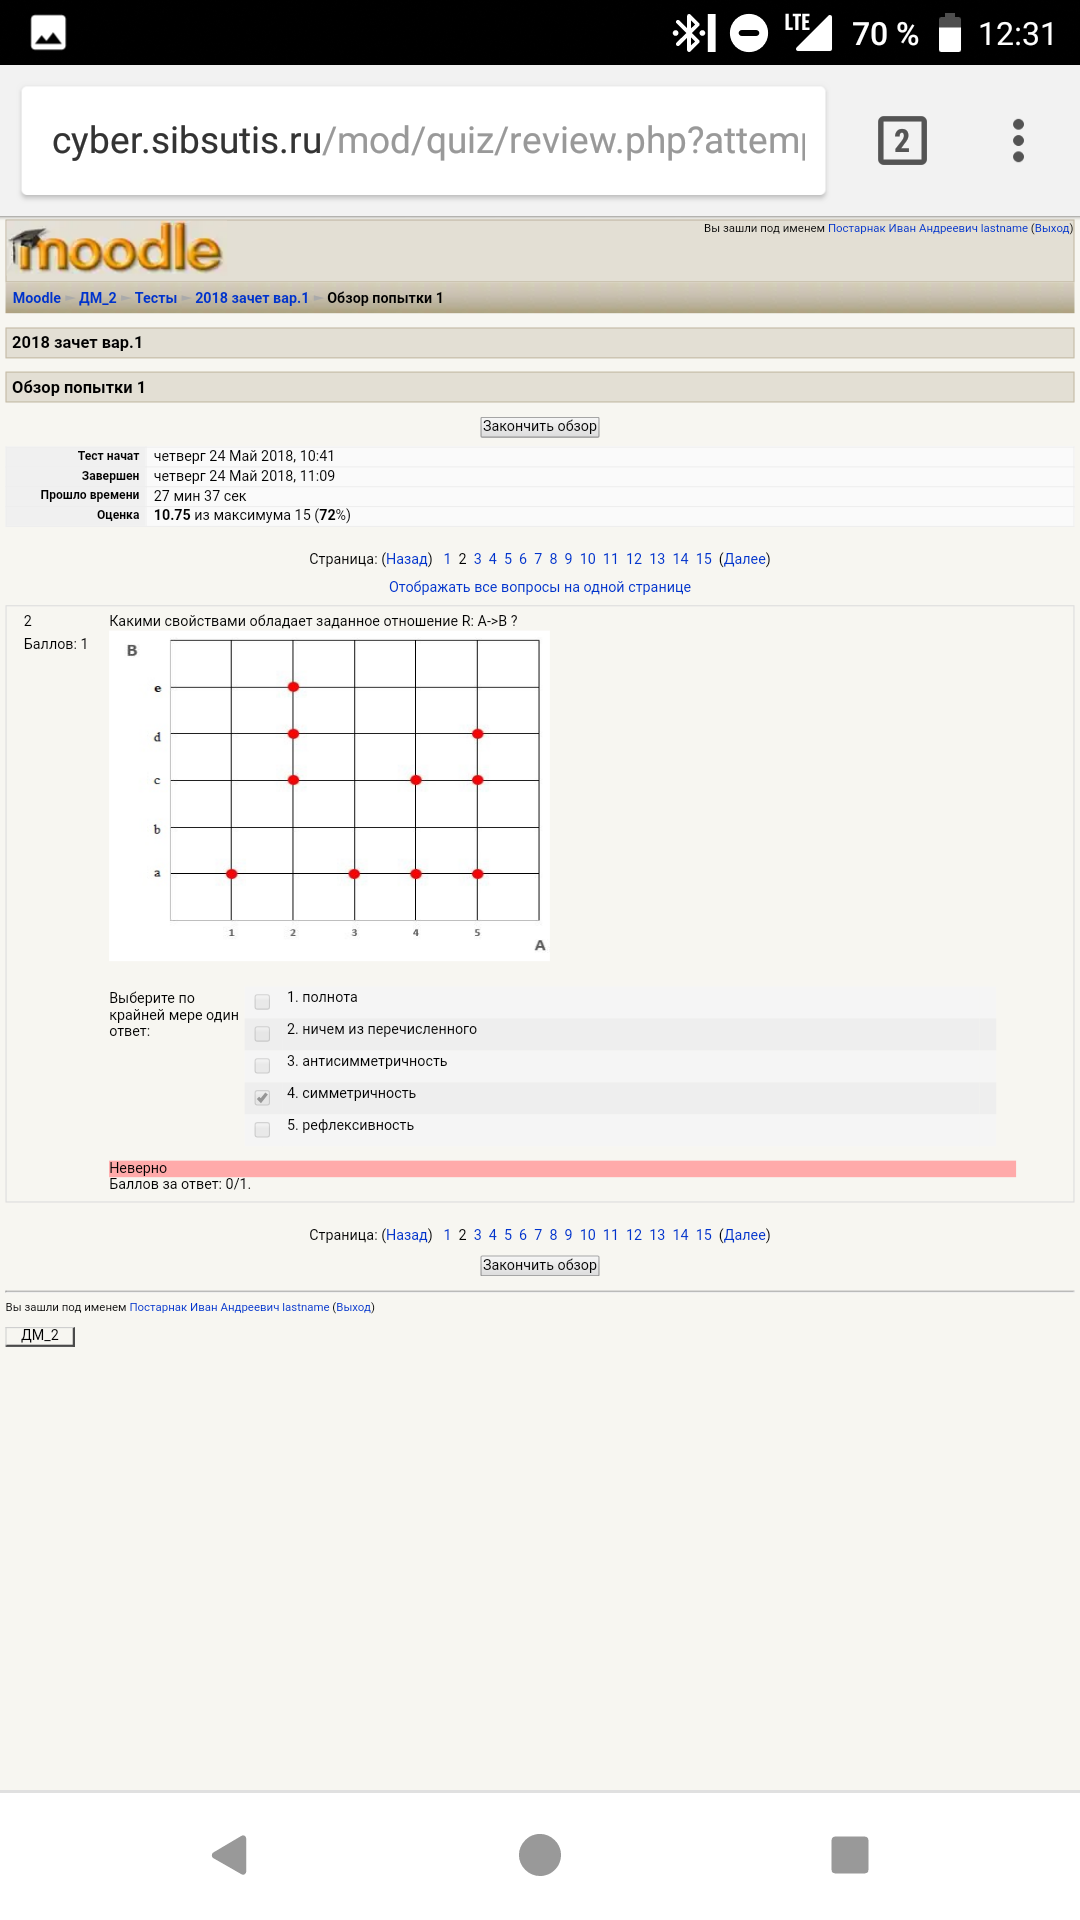 LTE 70 % 12:31
cyber.sibsutis.ru/mod/quiz/review.php?attem
2
moodle
Вы зашли под именем Постарнак Иван Андреевич lastname (Выход)
Moodle ► ДМ_2 ► Тесты ► 2018 зачет вар.1 ► Обзор попытки 1
2018 зачет вар.1
Обзор попытки 1
Закончить обзор
Тест начат четверг 24 Май 2018, 10:41
Завершен четверг 24 Май 2018, 11:09
Прошло времени 27 мин 37 сек
Оценка 10.75 из максимума 15 (72%)
Страница: (Назад) 1 2 3 4 5 6 7 8 9 10 11 12 13 14 15 (Далее)
Отображать все вопросы на одной странице
2
Баллов: 1
Какими свойствами обладает заданное отношение R: A->B ?
B
e
d
c
b
a
1 2 3 4 5
A
Выберите по
крайней мере один
ответ:
1. полнота
2. ничем из перечисленного
3. антисимметричность
4. симметричность
5. рефлексивность
Неверно
Баллов за ответ: 0/1.
Страница: (Назад) 1 2 3 4 5 6 7 8 9 10 11 12 13 14 15 (Далее)
Закончить обзор
Вы зашли под именем Постарнак Иван Андреевич lastname (Выход)
ДМ_2